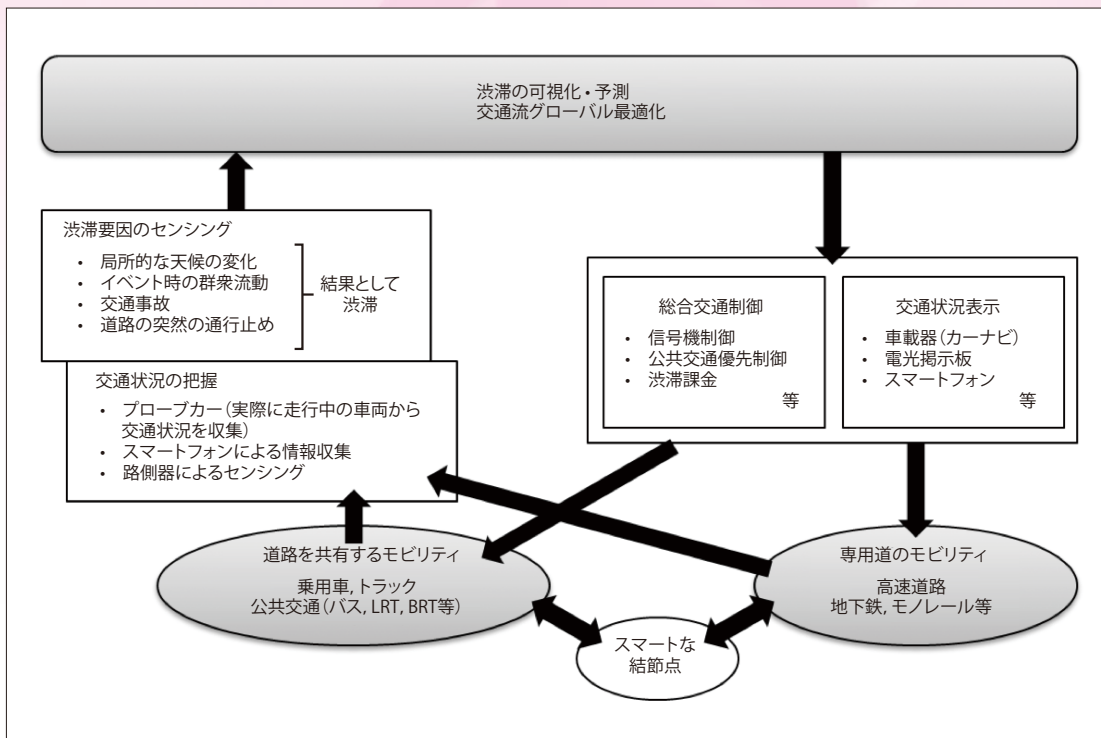 渋滞の可視化・予測
交通流グローバル最適化
渋滞要因のセンシング
・ 局所的な天候の変化
・ イベント時の群衆流動
・ 交通事故
・ 道路の突然の通行止め
結果として
渋滞
交通状況の把握
・ プローブカー(実際に走行中の車両から
交通状況を収集)
・ スマートフォンによる情報収集
・ 路側器によるセンシング
総合交通制御
・ 信号機制御
・ 公共交通優先制御
・ 渋滞課金
等
交通状況表示
・ 車載器(カーナビ)
・ 電光掲示板
・ スマートフォン
等
道路を共有するモビリティ
乗用車, トラック
公共交通(バス, LRT, BRT等)
専用道のモビリティ
高速道路
地下鉄, モノレール等
スマートな
結節点